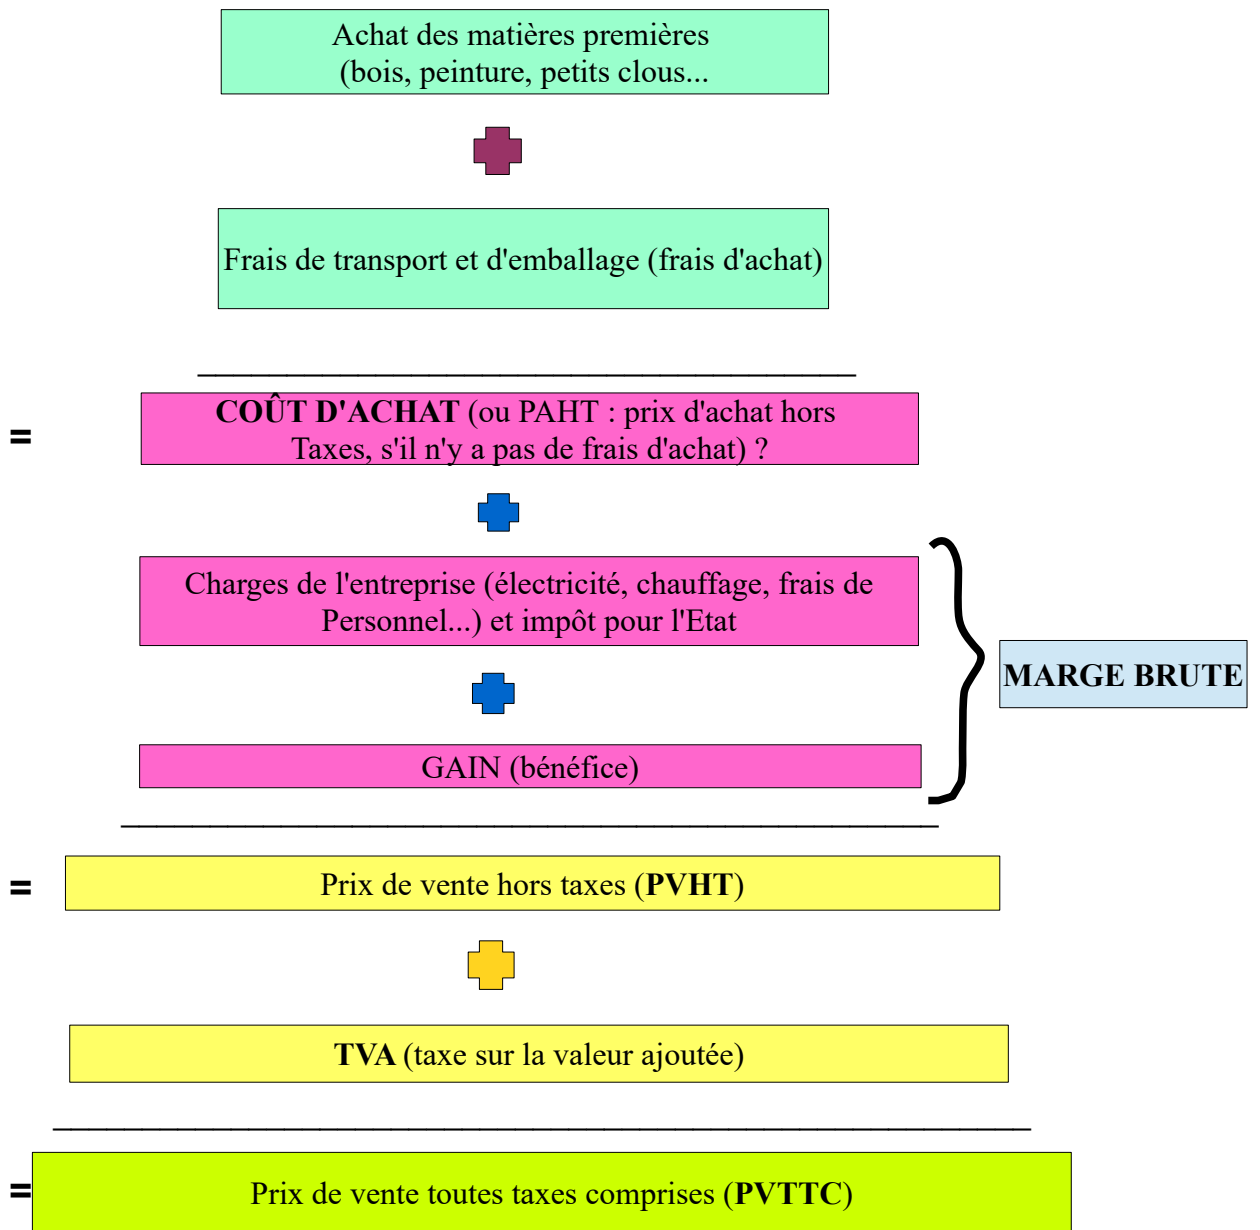 Achat des matières premières
(bois, peinture, petits clous...
Frais de transport et d'emballage (frais d'achat)
=
COÛT D'ACHAT (ou PAHT : prix d'achat hors
Taxes, s'il n'y a pas de frais d'achat) ?
Charges de l'entreprise (électricité, chauffage, frais de
Personnel...) et impôt pour l'Etat
MARGE BRUTE
GAIN (bénéfice)
=
Prix de vente hors taxes (PVHT)
TVA (taxe sur la valeur ajoutée)
=
Prix de vente toutes taxes comprises (PVTTC)